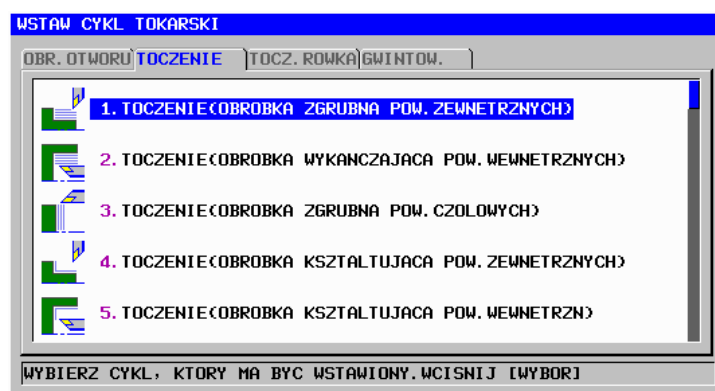 WSTAW CYKL TOKARSKI
OBR.OTWORU TOCZENIE TOCZ.ROWKA GWINTOW.
1.TOCZENIE(OBROBKA ZGRUBNA POW.ZEWNETRZNYCH)
2.TOCZENIE(OBROBKA WYKANCZAJACA POW.WEWNETRZNYCH)
3.TOCZENIE(OBROBKA ZGRUBNA POW.CZOLOWYCH)
4.TOCZENIE(OBROBKA KSZTALTUJACA POW.ZEWNETRZNYCH)
5.TOCZENIE(OBROBKA KSZTAKUJACA POW.WEWNETRZN)
WYBIERZ CYKL, KTORY MA BYC WSTAWIONY.WCISNIJ [WYBOR]